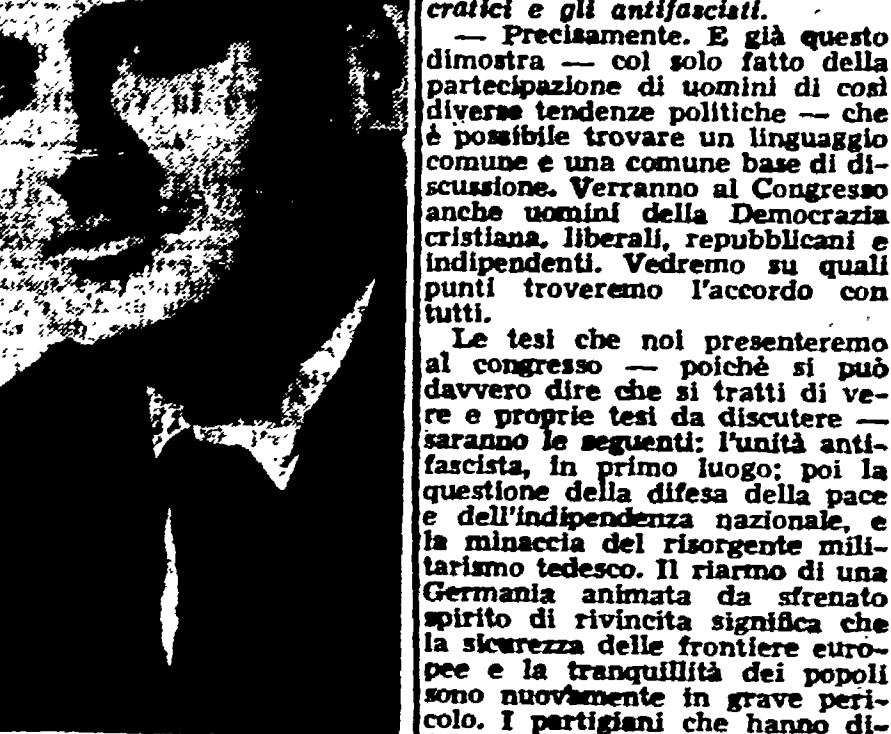 cratici e gli antifascisti.
— Precisamente. E già questo
dimostra — col solo fatto della
partecipazione di uomini di così
diverse tendenze politiche — che
è possibile trovare un linguaggio
comune e una comune base di di-
scussione. Verranno al Congresso
anche uomini della Democrazia
cristiana, liberali, repubblicani e
indipendenti. Vedremo su quali
punti troveremo l'accordo con
tutti.
Le tesi che noi presenteremo
al congresso — poichè si può
davvero dire che si tratti di ve-
re e proprie tesi da discutere —
saranno le seguenti: l'unità anti-
fascista, in primo luogo; poi la
questione della difesa della pace
e dell'indipendenza nazionale, e
la minaccia del risorgente mili-
tarismo tedesco. Il riarmo di una
Germania animata da sfrenato
spirito di rivincita significa che
la sicurezza delle frontiere euro-
pee e la tranquillità dei popoli
sono nuovamente in grave peri-
colo. I partigiani che hanno di-